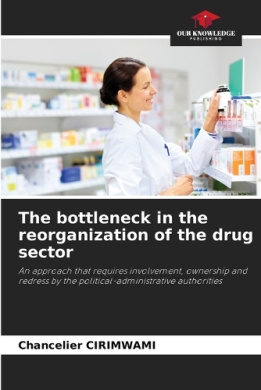 OUR KNOWLEDGE
PUBLISHING
The bottleneck in the
reorganization of the drug
sector
An approach that requires involvement, ownership and
redress by the political-administrative authorities
Chancelier CIRIMWAMI